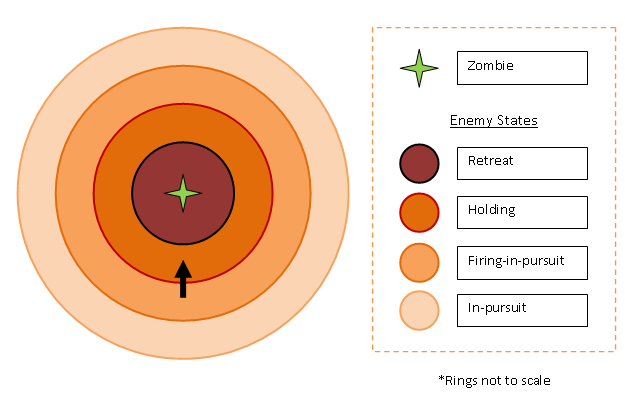 Zombie
Enemy States
Retreat
Holding
Firing-in-pursuit
In-pursuit
*Rings not to scale